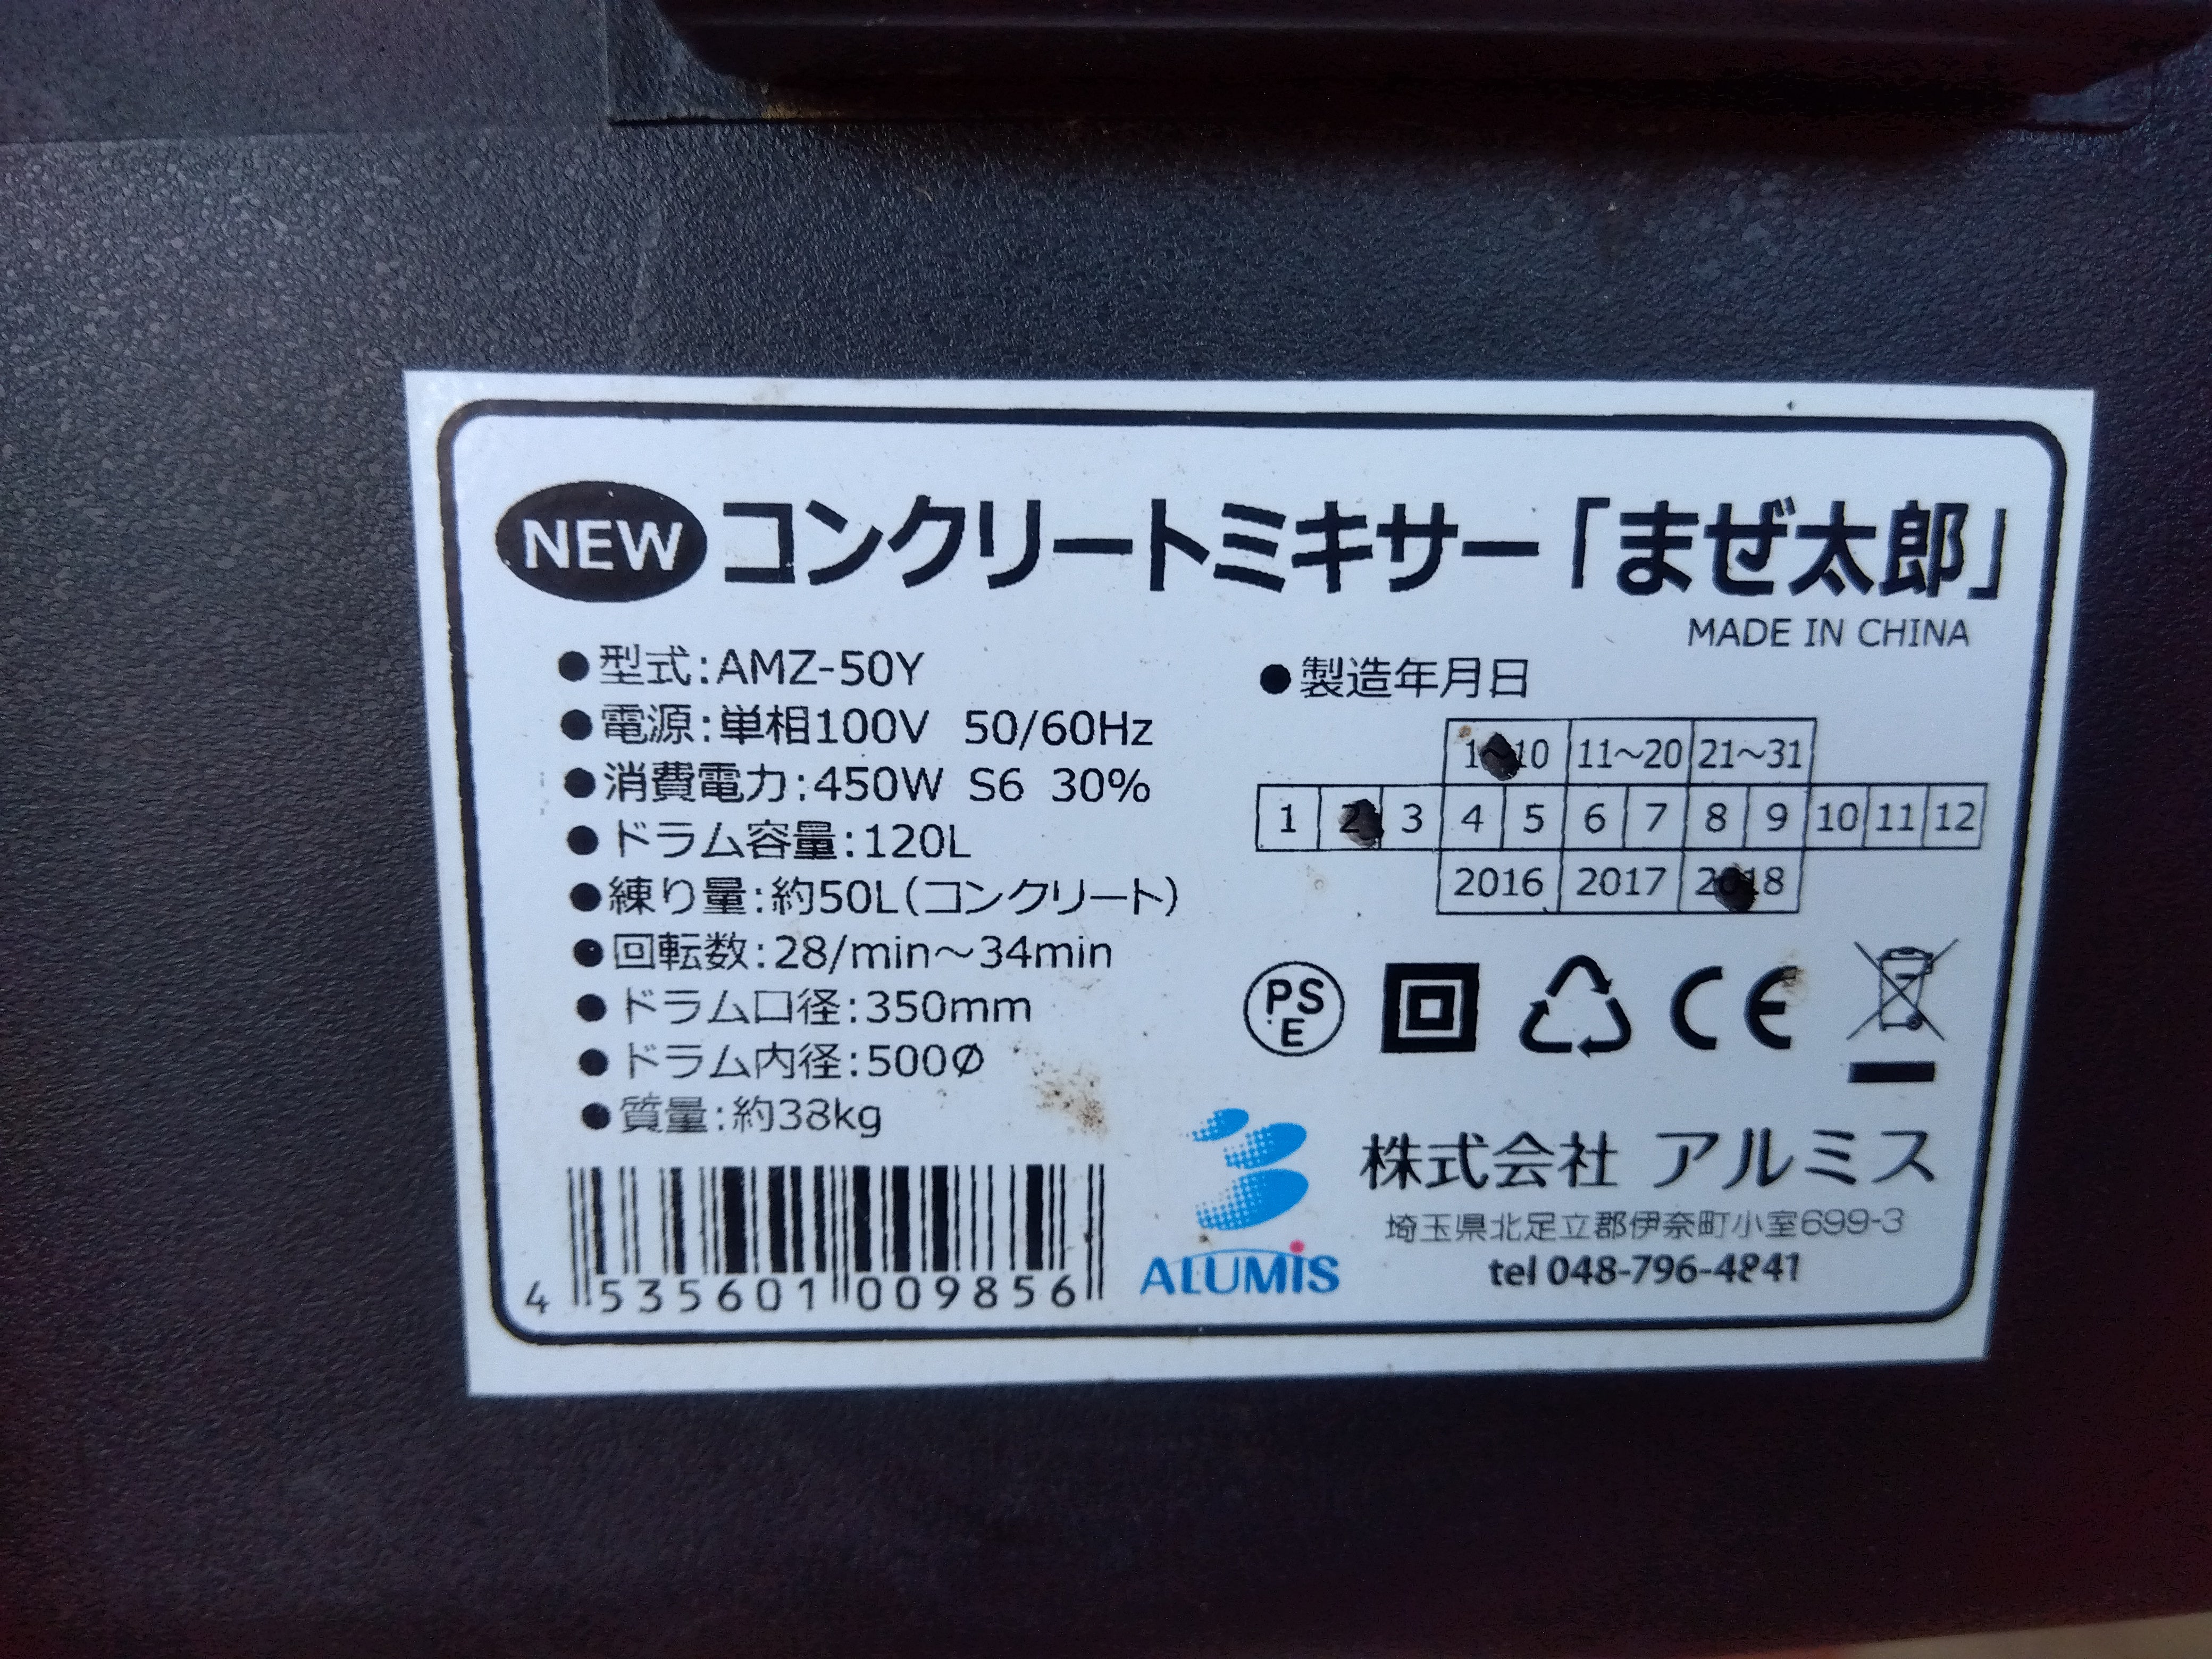 NEW コンクリートミキサー「まぜ太郎」
MADE IN CHINA
●型式:AMZ-50Y
●電源:単相100V 50/60Hz
●消費電力:450W S6 30%
●ドラム容量:120L
●練り量:約50L(コンクリート)
●回転数:28/min～34min
●ドラム口径:350mm
●ドラム内径:500Ø
●質量:約38kg
4 535601 009856
●製造年月日
1～10 11～20 21～31
1 2 3 4 5 6 7 8 9 10 11 12
2016 2017 2018
PSE
CE
ALUMiS
株式会社 アルミス
埼玉県北足立郡伊奈町小室699-3
tel 048-796-4841